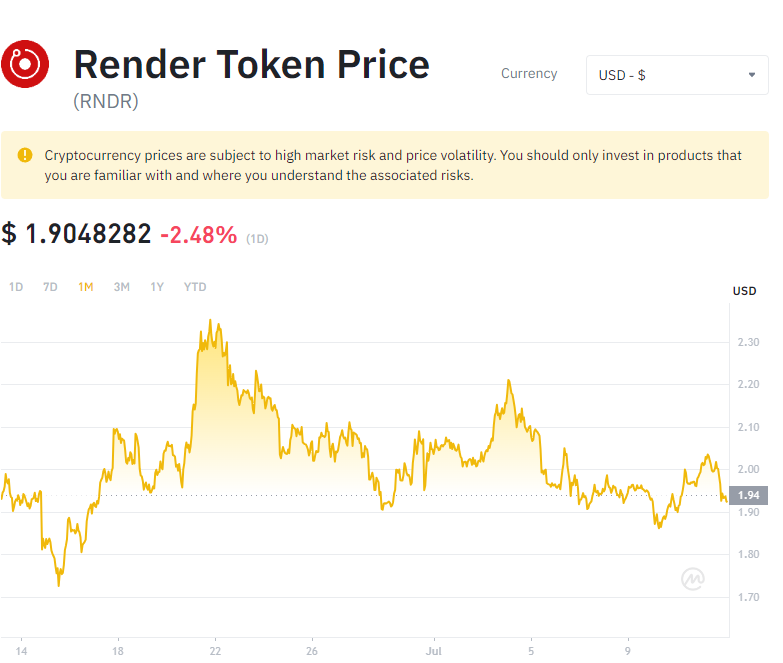 Render Token Price
(RNDR)
Currency
USD - $
Cryptocurrency prices are subject to high market risk and price volatility. You should only invest in products that
you are familiar with and where you understand the associated risks.
$ 1.9048282 -2.48% (1D)
1D 7D 1M 3M 1Y YTD
USD
2.30
2.20
2.10
2.00
1.94
1.90
1.80
1.70
14 18 22 26 Jul 5 9